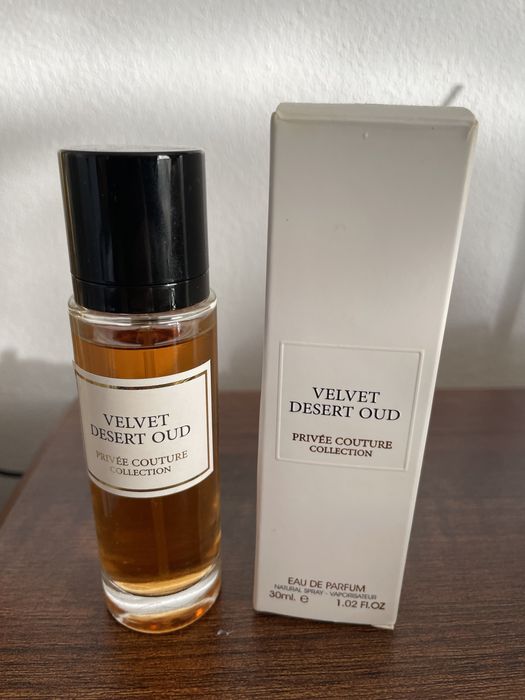 VELVET
DESERT OUD
PRIVÉE COUTURE
COLLECTION
VELVET
DESERT OUD
PRIVÉE COUTURE
COLLECTION
EAU DE PARFUM
NATURAL SPRAY - VAPORISATEUR
30ml. ℮ 1.02 FL.OZ